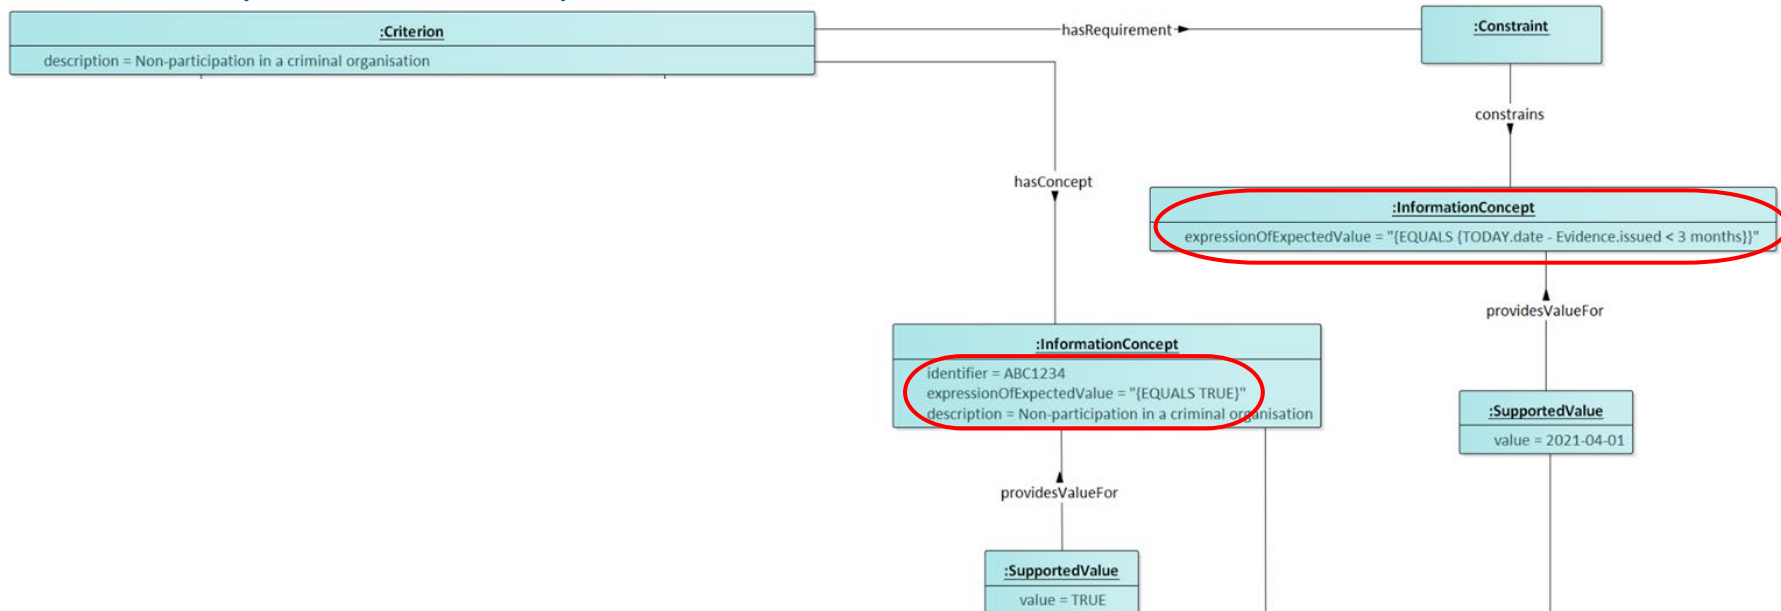 :Criterion
description = Non-participation in a criminal organisation
hasRequirement
:Constraint
constrains
hasConcept
:InformationConcept
expressionOfExpectedValue = "{EQUALS {TODAY.date - Evidence.issued < 3 months}}"
providesValueFor
:InformationConcept
identifier = ABC1234
expressionOfExpectedValue = "{EQUALS TRUE}"
description = Non-participation in a criminal organisation
:SupportedValue
value = 2021-04-01
providesValueFor
:SupportedValue
value = TRUE